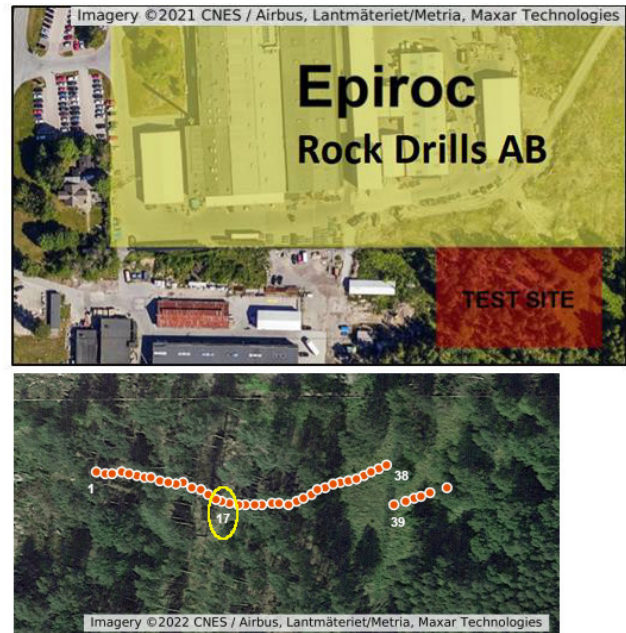 Imagery ©2021 CNES / Airbus, Lantmäteriet/Metria, Maxar Technologies
Epiroc
Rock Drills AB
TEST SITE
1
17
38
39
Imagery ©2022 CNES / Airbus, Lantmäteriet/Metria, Maxar Technologies